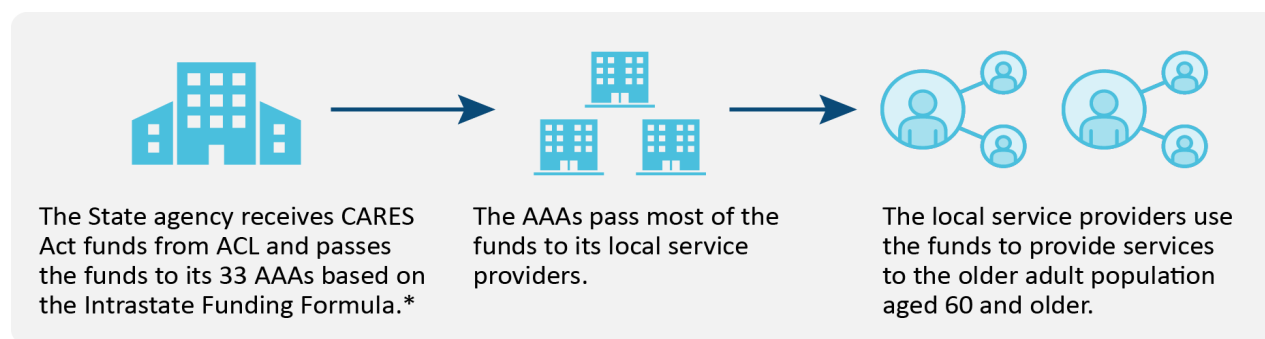 The State agency receives CARES
Act funds from ACL and passes
the funds to its 33 AAAs based on
the Intrastate Funding Formula.*
The AAAs pass most of the
funds to its local service
providers.
The local service providers use
the funds to provide services
to the older adult population
aged 60 and older.